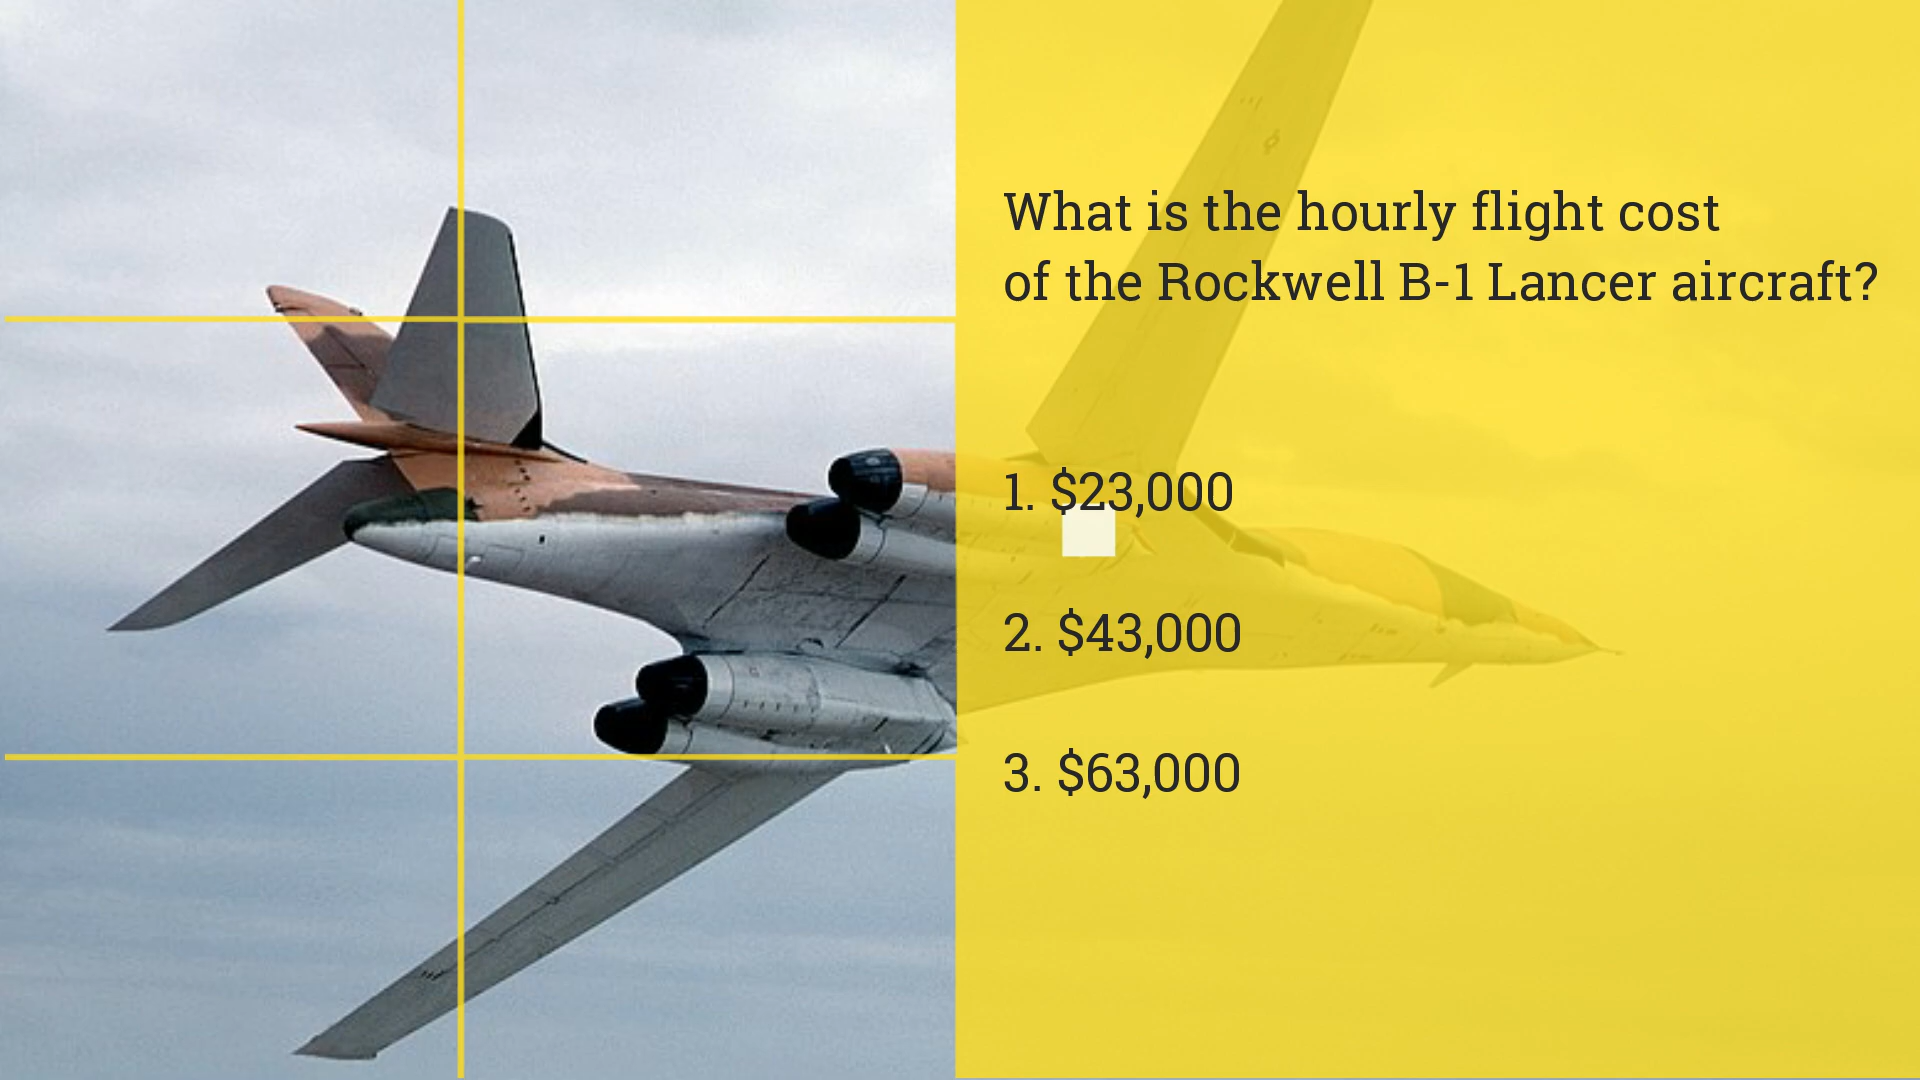 What is the hourly flight cost
of the Rockwell B-1 Lancer aircraft?
1. $23,000
2. $43,000
3. $63,000